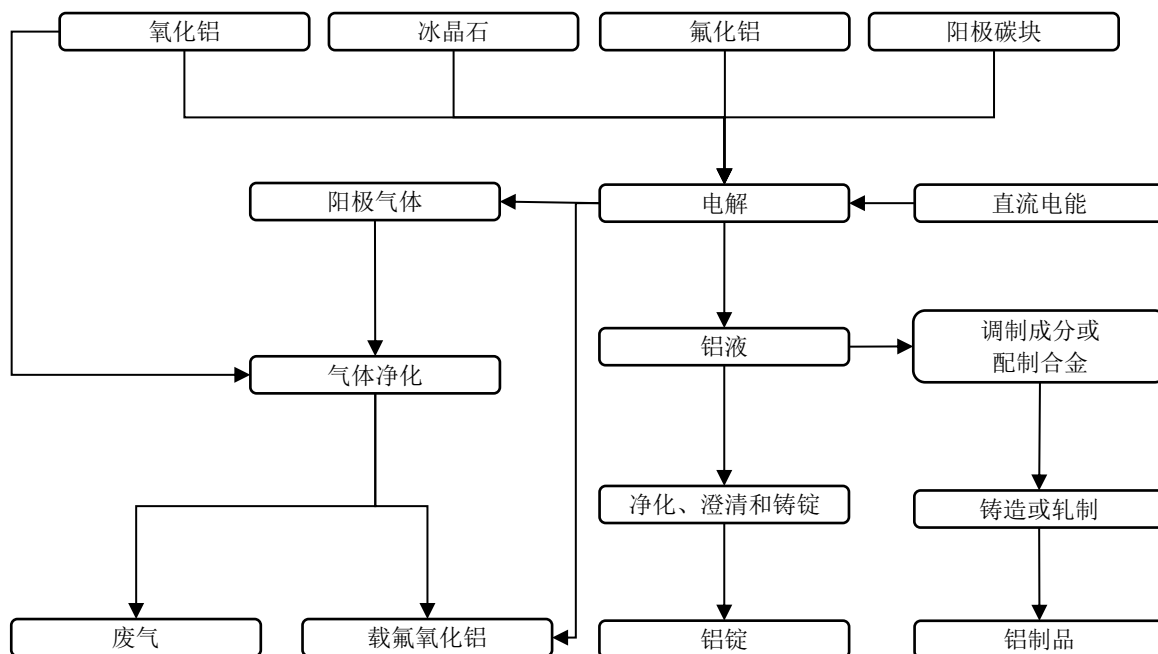 氧化铝
冰晶石
氟化铝
阳极碳块
阳极气体
电解
直流电能
铝液
调制成分或
配制合金
气体净化
净化、澄清和铸锭
铸造或轧制
废气
载氟氧化铝
铝锭
铝制品